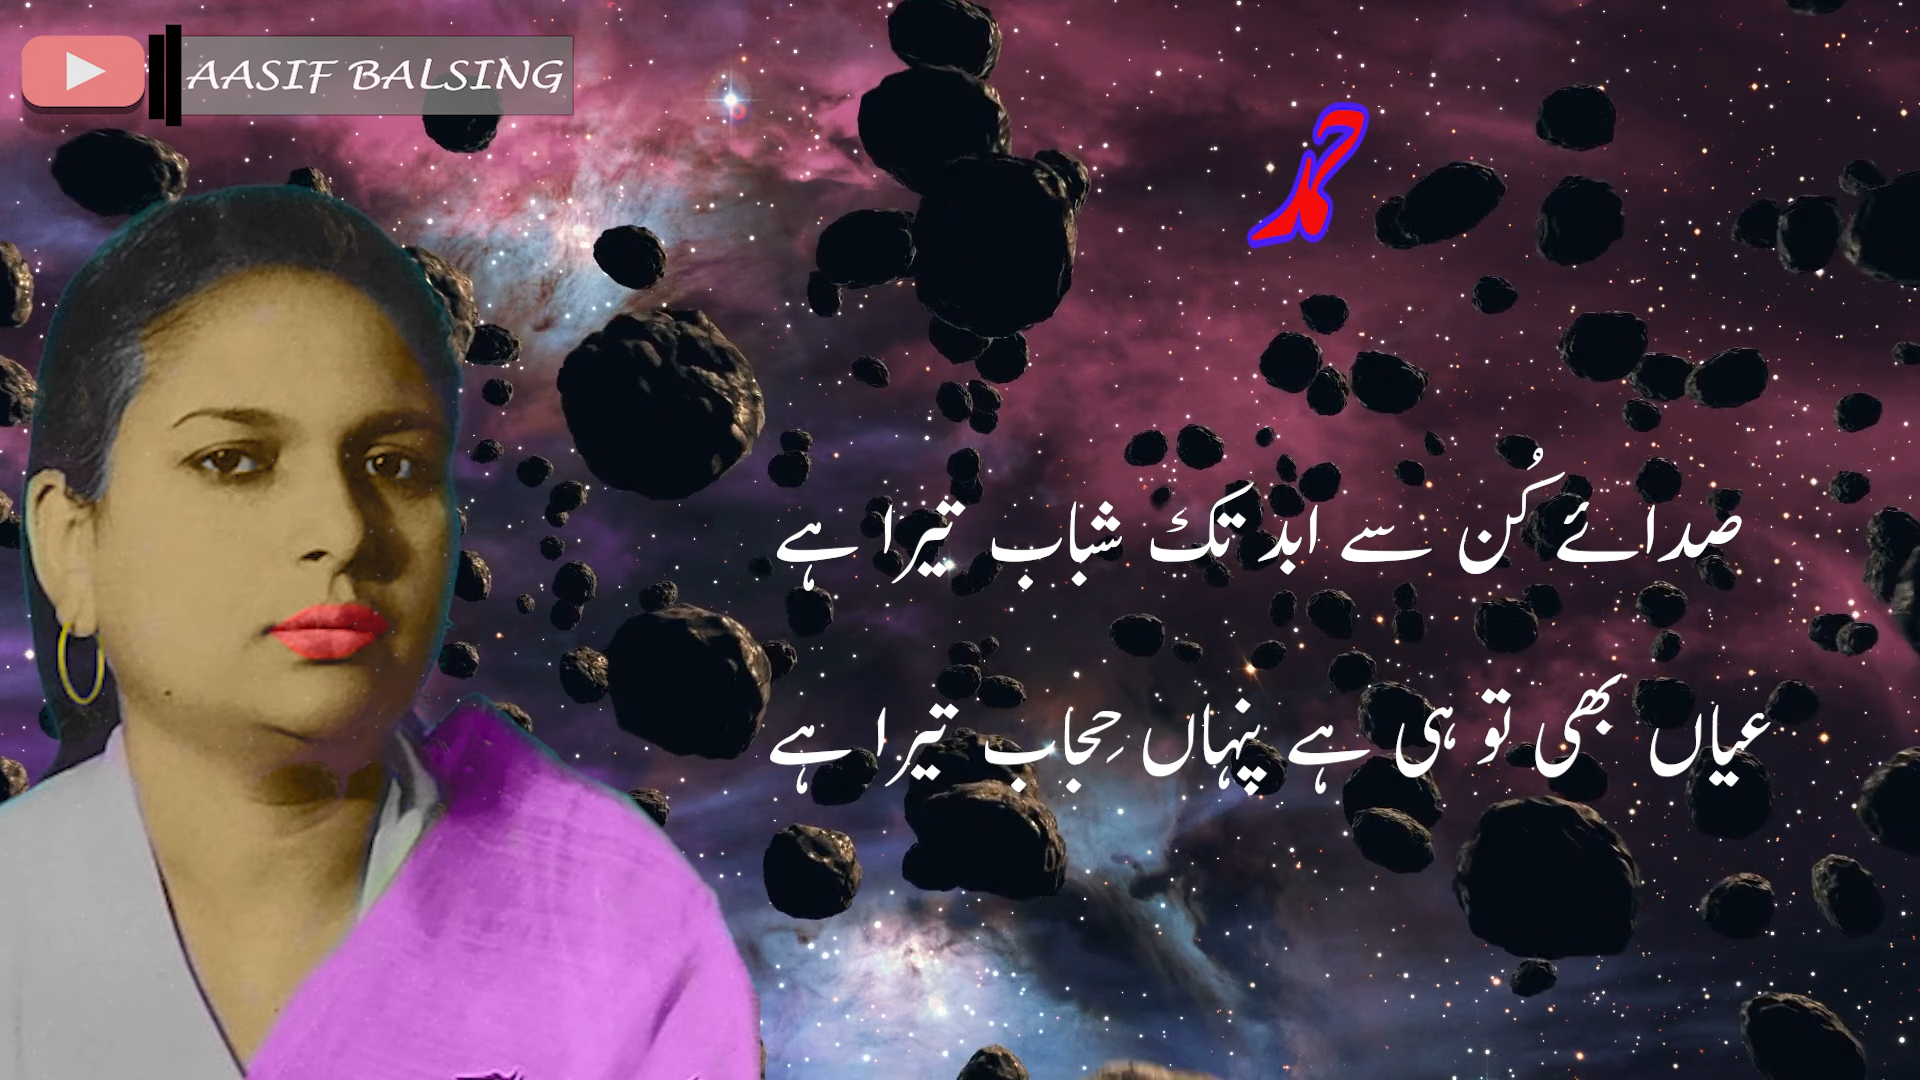 AASIF BALSING
حمد
صدائے کُن سے ابد تک شباب تیرا ہے
عیاں بھی تو ہی ہے پنہاں حِجاب تیرا ہے